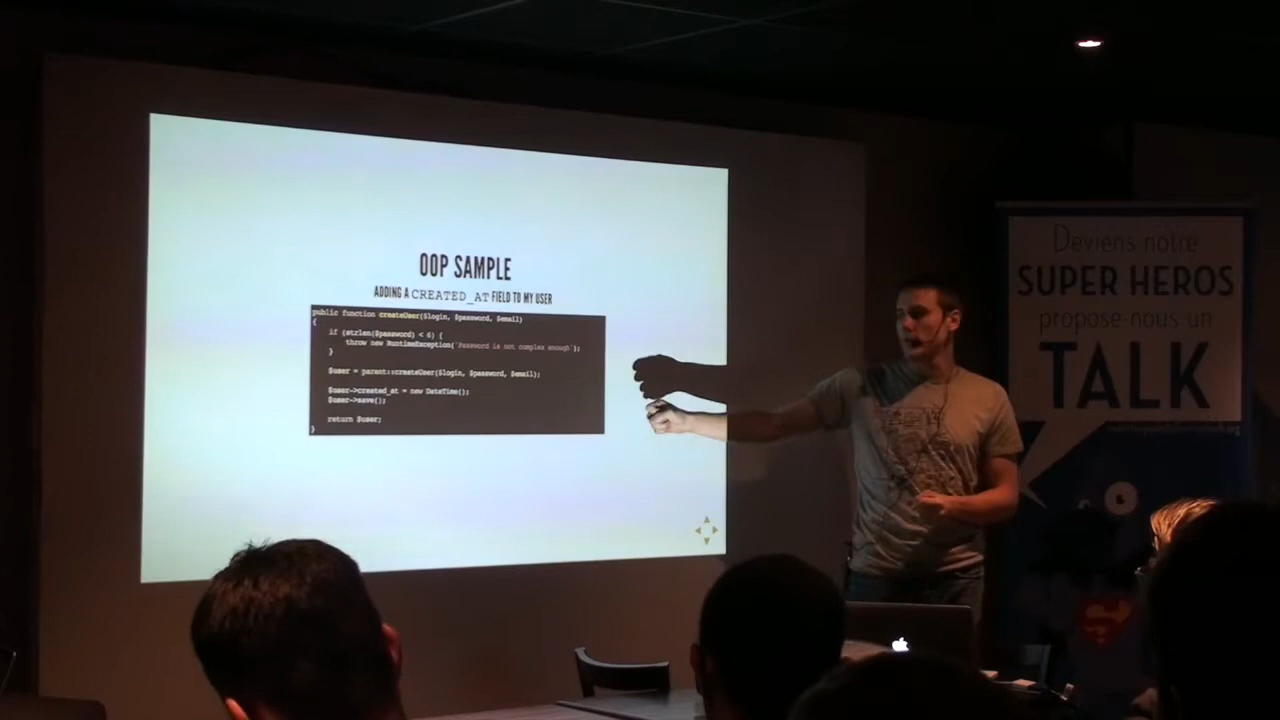 OOP SAMPLE
ADDING A CREATED_AT FIELD TO MY USER
public function createUser($login, $password, $email)
{
if (strlen($password) < 6) {
throw new RuntimeException('Password is not complex enough');
}
$user = parent::createUser($login, $password, $email);
$user->created_at = new DateTime();
$user->save();
return $user;
}
Deviens notre
SUPER HEROS
propose-nous un
TALK